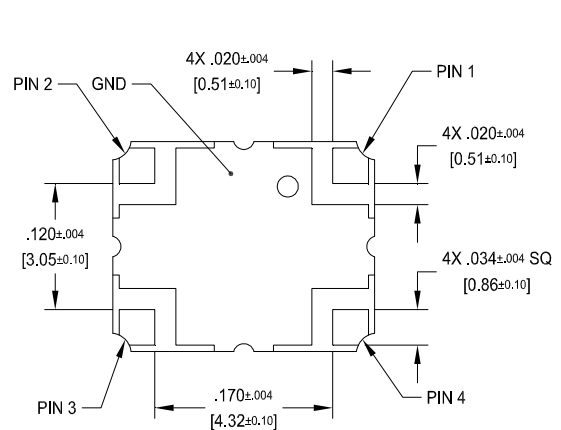 4X .020±.004
[0.51±0.10]
PIN 2
GND
PIN 1
4X .020±.004
[0.51±0.10]
.120±.004
[3.05±0.10]
4X .034±.004 SQ
[0.86±0.10]
PIN 3
.170±.004
[4.32±0.10]
PIN 4